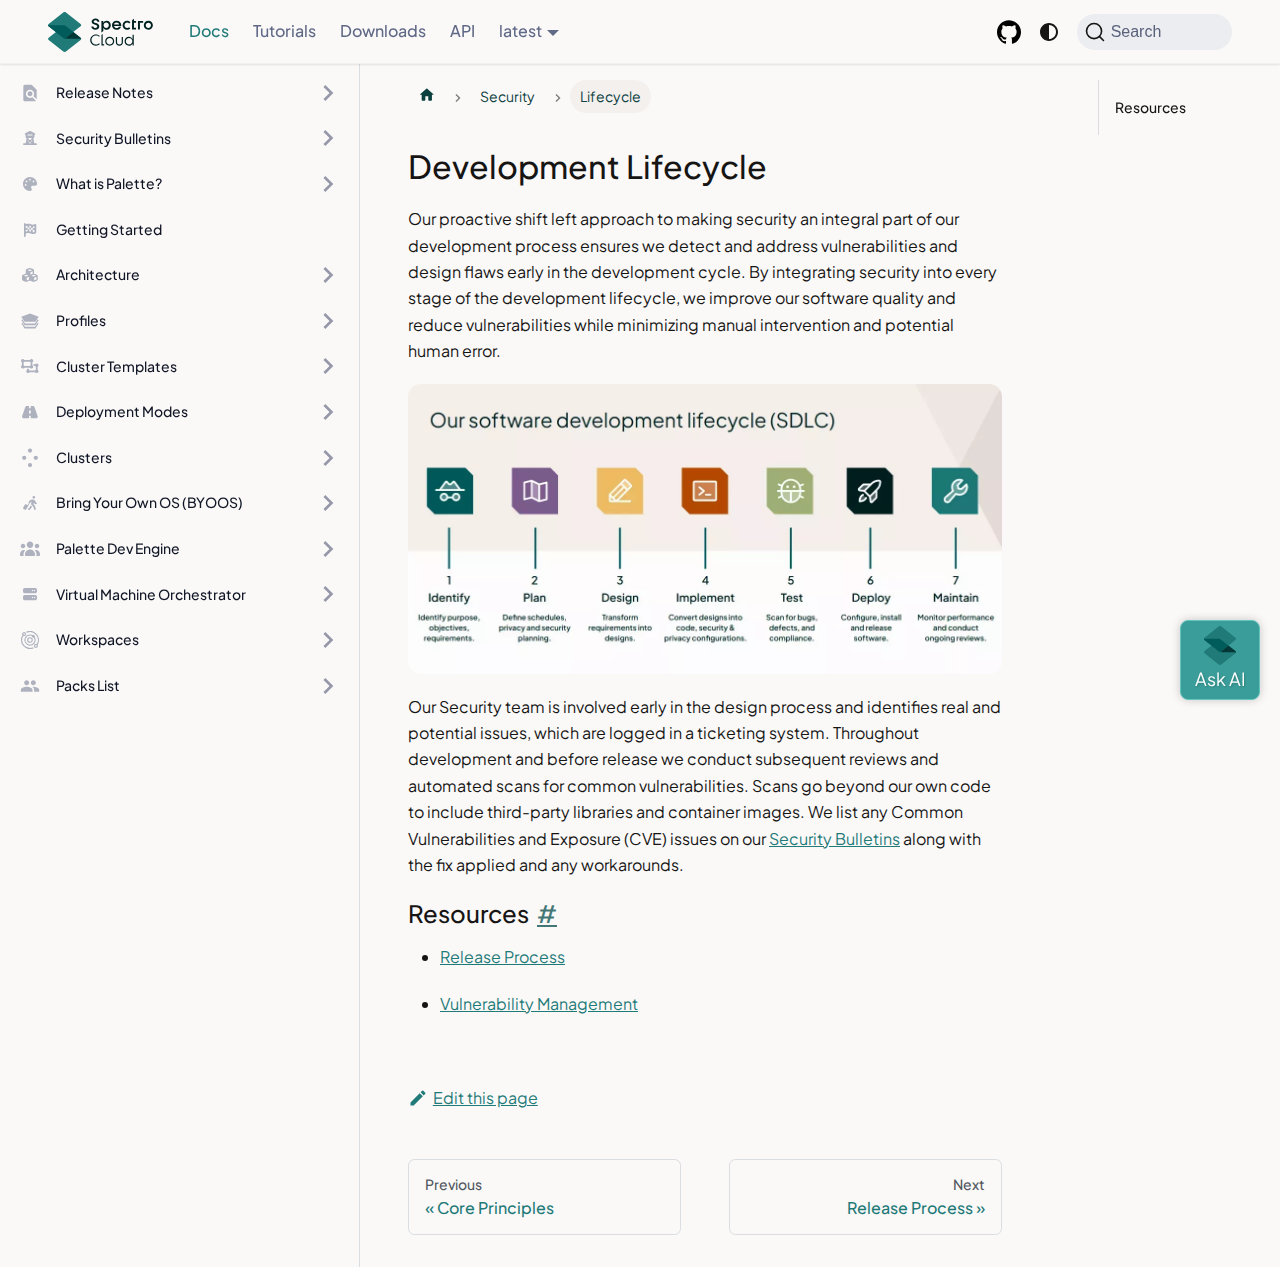 Spectro Cloud
Docs
Tutorials
Downloads
API
latest
Search
Release Notes
Security Bulletins
What is Palette?
Getting Started
Architecture
Profiles
Cluster Templates
Deployment Modes
Clusters
Bring Your Own OS (BYOOS)
Palette Dev Engine
Virtual Machine Orchestrator
Workspaces
Packs List
Security
Lifecycle
Development Lifecycle
Our proactive shift left approach to making security an integral part of our
development process ensures we detect and address vulnerabilities and
design flaws early in the development cycle. By integrating security into every
stage of the development lifecycle, we improve our software quality and
reduce vulnerabilities while minimizing manual intervention and potential
human error.
Our software development lifecycle (SDLC)
1
Identify
Identify purpose,
objectives,
requirements.
2
Plan
Define schedules,
privacy and security
planning.
3
Design
Transform
requirements into
designs.
4
Implement
Convert designs into
code, security &
privacy configurations.
5
Test
Scan for bugs,
defects, and
compliance.
6
Deploy
Configure, install
and release
software.
7
Maintain
Monitor performance
and conduct
ongoing reviews.
Our Security team is involved early in the design process and identifies real and
potential issues, which are logged in a ticketing system. Throughout
development and before release we conduct subsequent reviews and
automated scans for common vulnerabilities. Scans go beyond our own code
to include third-party libraries and container images. We list any Common
Vulnerabilities and Exposure (CVE) issues on our Security Bulletins along with
the fix applied and any workarounds.
Resources #
Release Process
Vulnerability Management
Edit this page
Previous
« Core Principles
Next
Release Process »
Resources
Ask AI